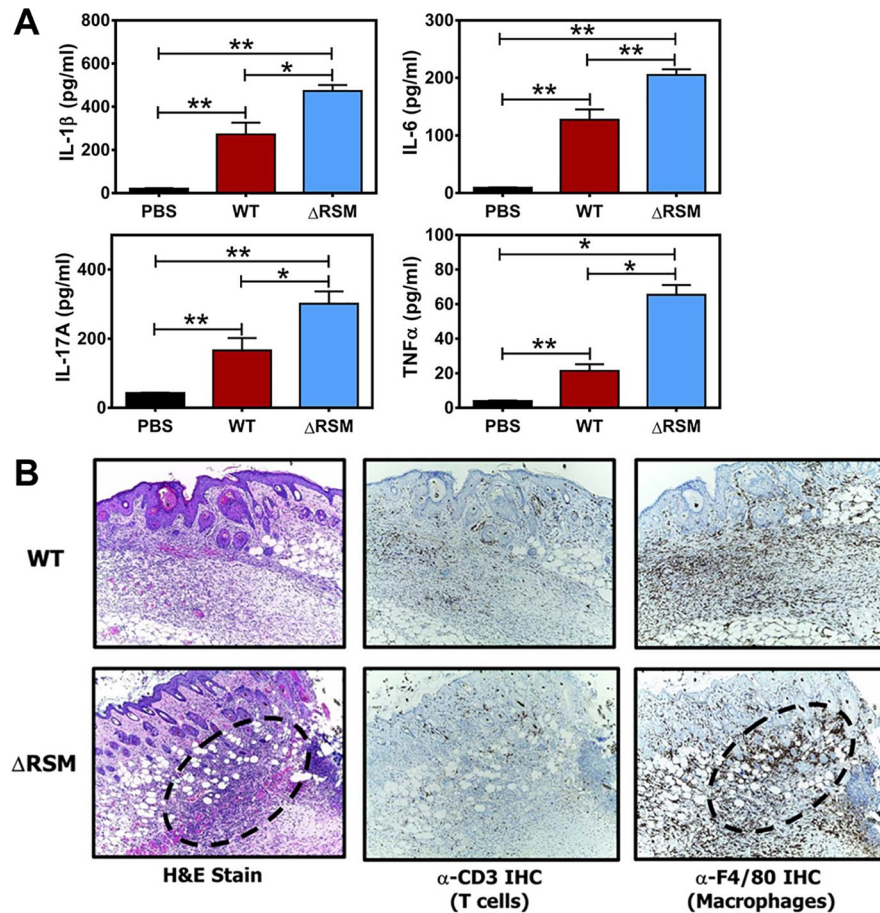 A
IL-1β (pg/ml)
800
600
400
200
0
**
*
**
PBS WT ΔRSM
IL-6 (pg/ml)
300
200
100
0
**
**
**
PBS WT ΔRSM
IL-17A (pg/ml)
400
200
0
**
*
**
PBS WT ΔRSM
TNFα (pg/ml)
100
80
60
40
20
0
*
*
**
PBS WT ΔRSM
B
WT
ΔRSM
H&E Stain
α-CD3 IHC
(T cells)
α-F4/80 IHC
(Macrophages)